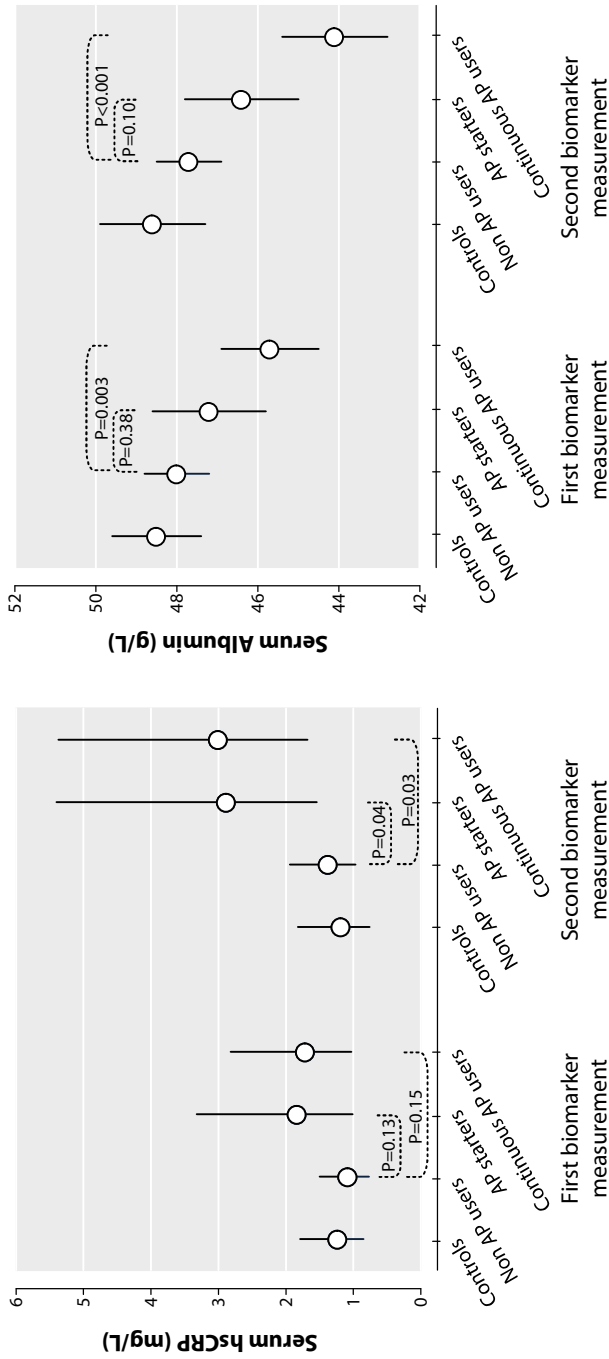 Serum hsCRP (mg/L)
6
5
4
3
2
1
0
P=0.13
P=0.15
P=0.04
P=0.03
Controls
Non AP users
AP starters
Continuous AP users
Controls
Non AP users
AP starters
Continuous AP users
First biomarker
measurement
Second biomarker
measurement
Serum Albumin (g/L)
52
50
48
46
44
42
P=0.003
P=0.38
P<0.001
P=0.10
Controls
Non AP users
AP starters
Continuous AP users
Controls
Non AP users
AP starters
Continuous AP users
First biomarker
measurement
Second biomarker
measurement